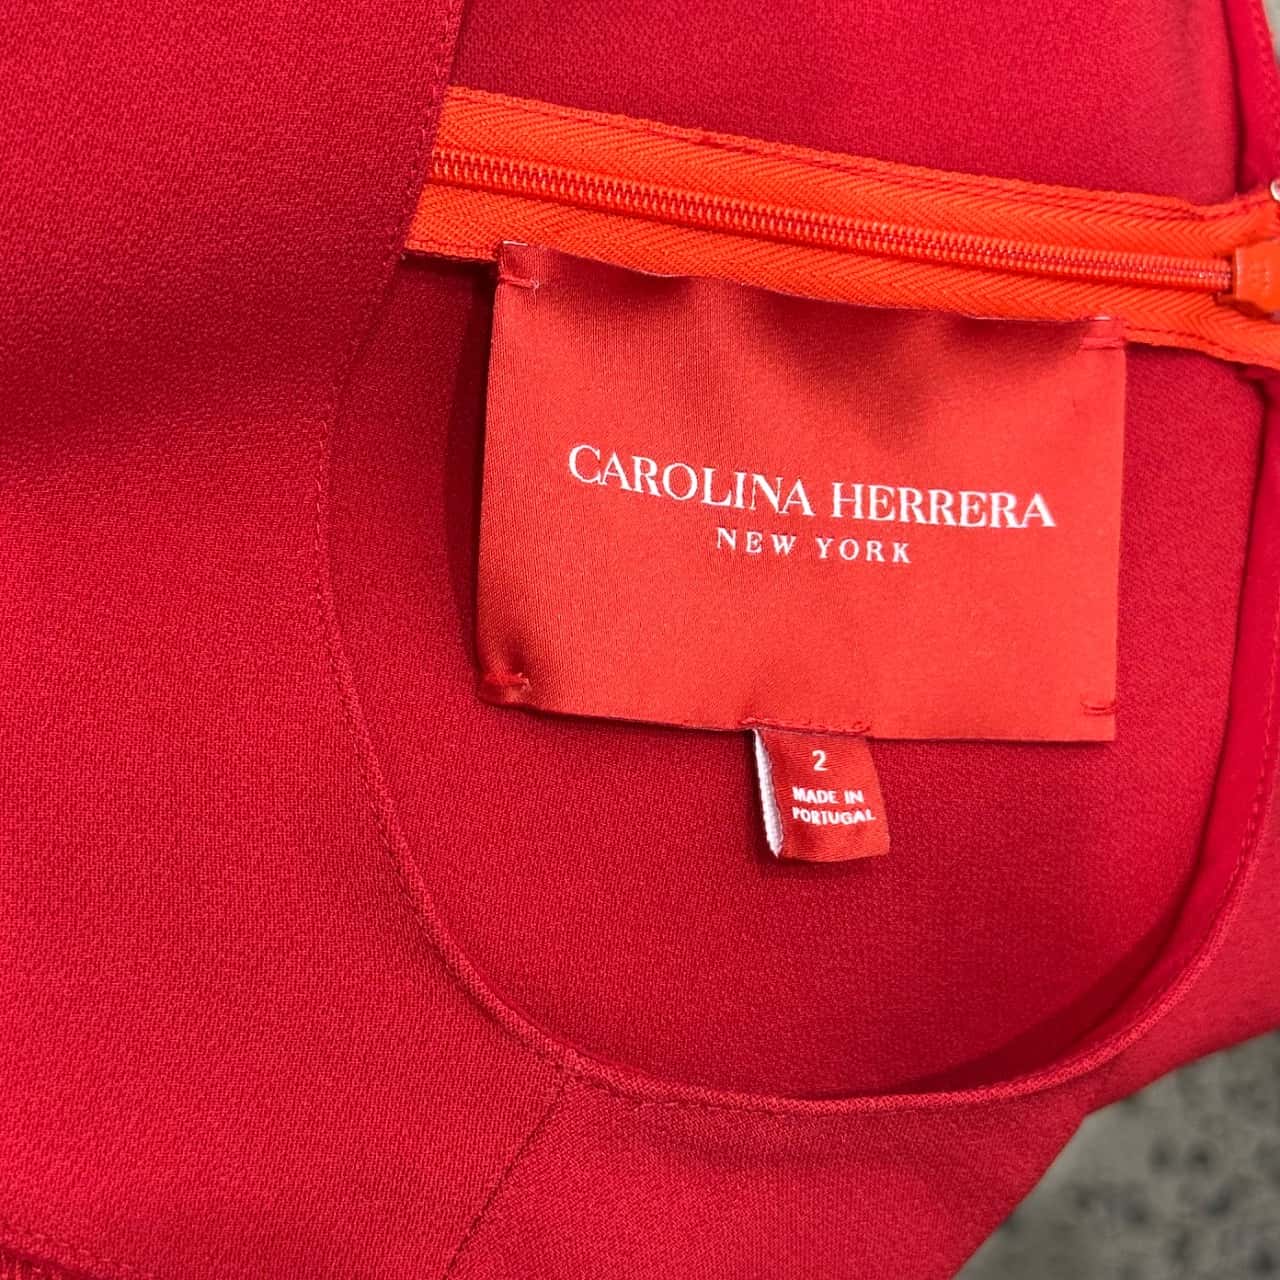 CAROLINA HERRERA
NEW YORK
2
MADE IN
PORTUGAL